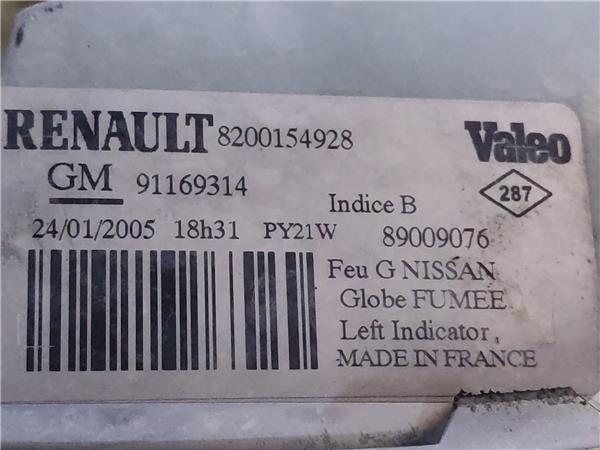 RENAULT 8200154928 Valeo
GM 91169314 Indice B 287
24/01/2005 18h31 PY21W 89009076
Feu G NISSAN
Globe FUMEE
Left Indicator,
MADE IN FRANCE